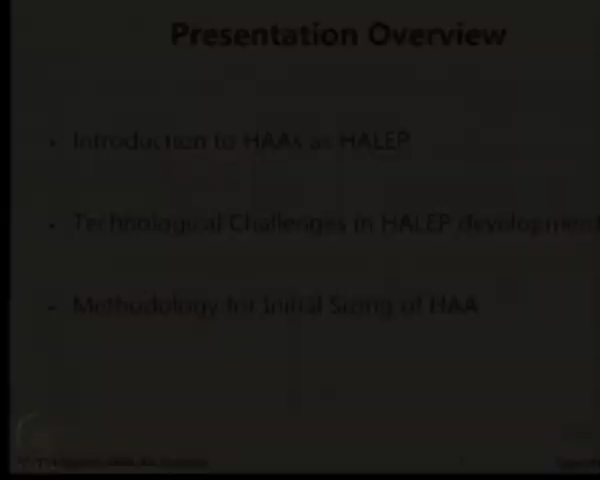 Presentation Overview
• Introduction to HAAs as HALEP
• Technological Challenges in HALEP development
• Methodology for Initial Sizing of HAA